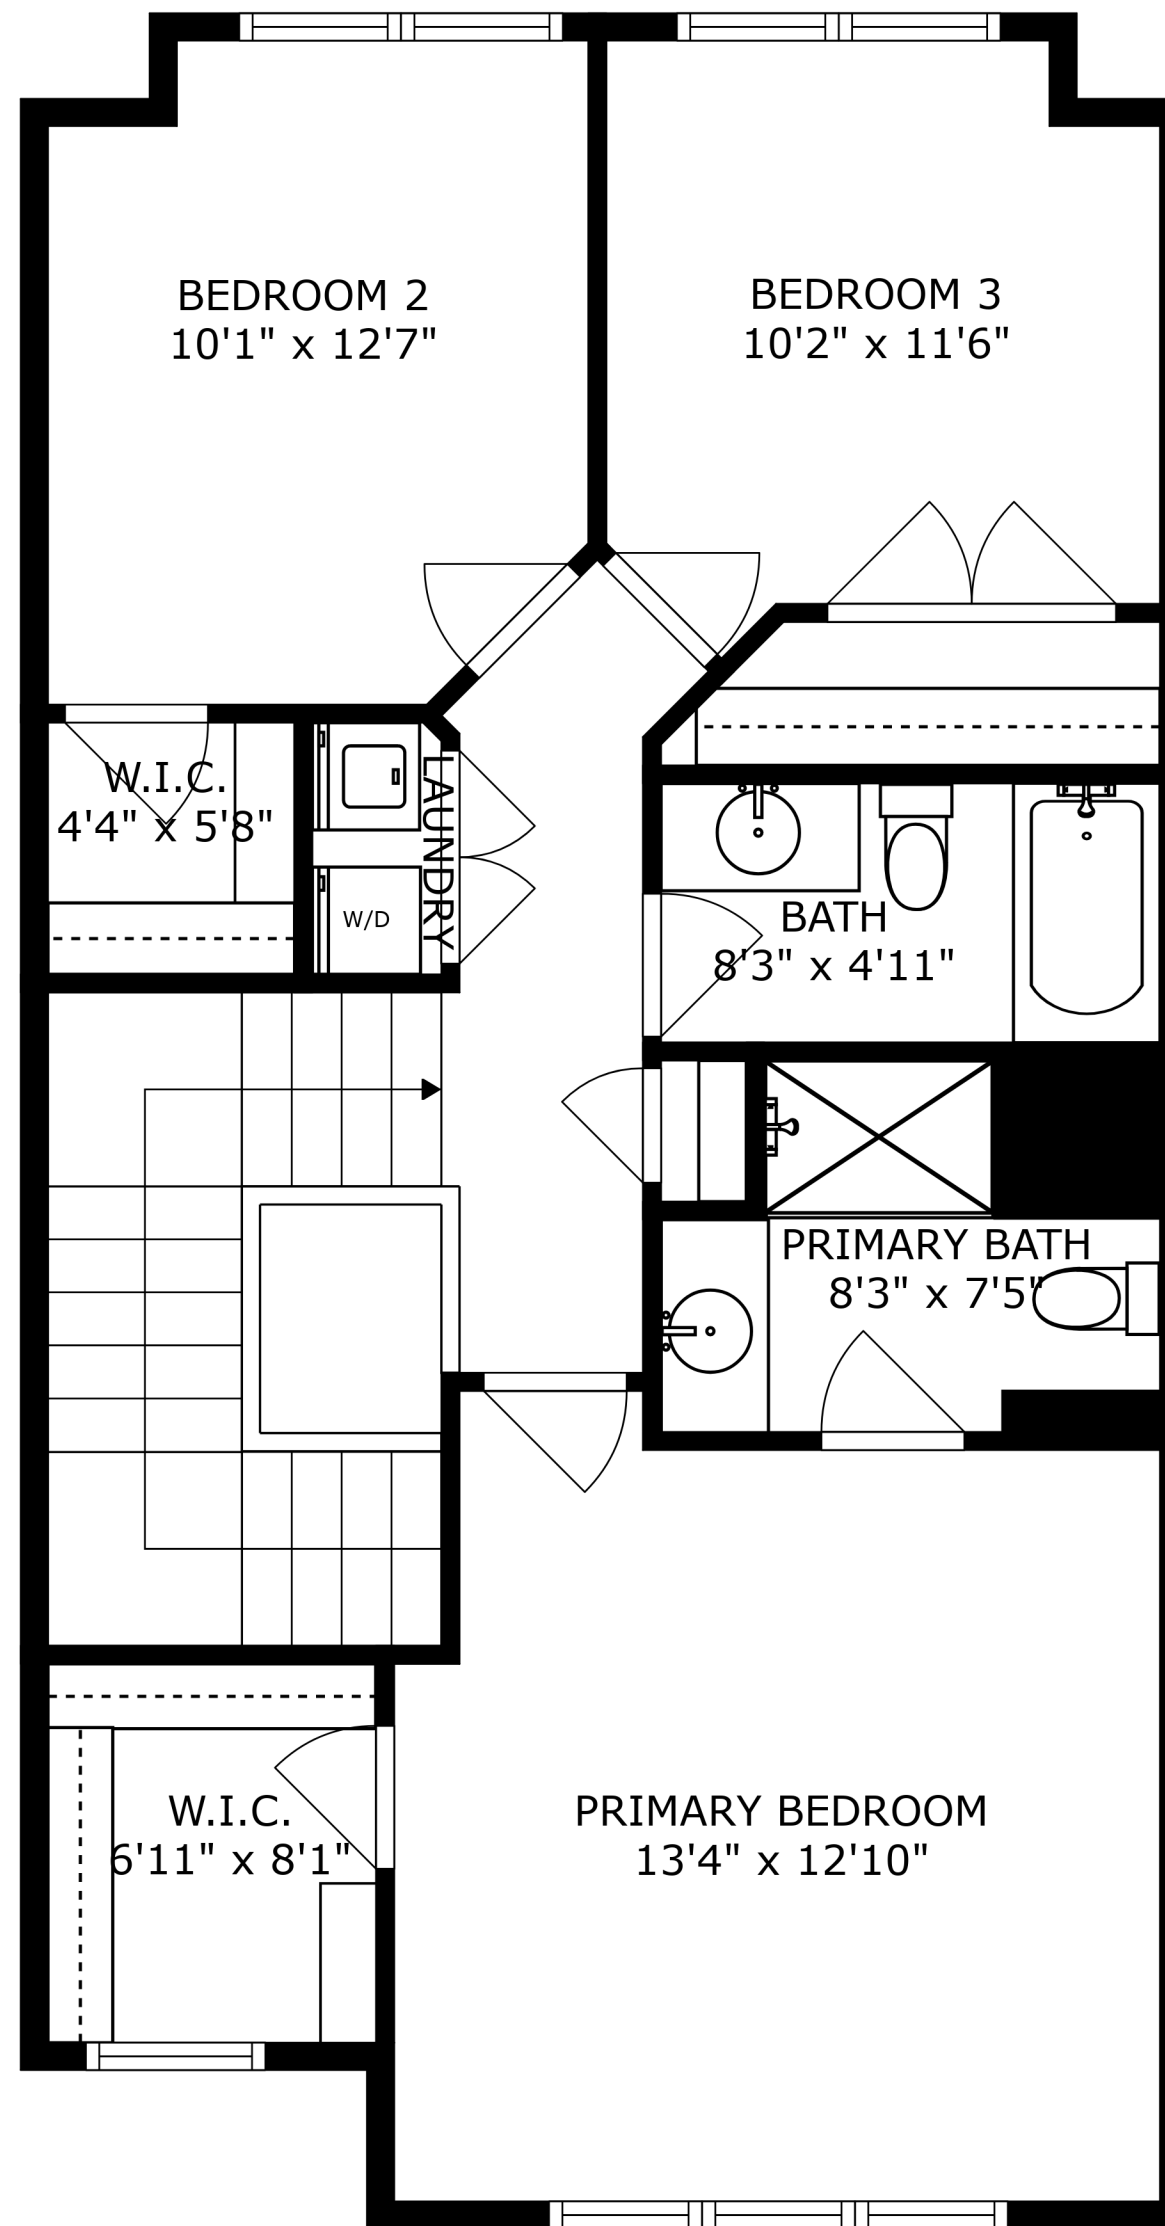 BEDROOM 2
10'1" x 12'7"
BEDROOM 3
10'2" x 11'6"
W.I.C.
4'4" x 5'8"
LAUNDRY
W/D
BATH
8'3" x 4'11"
PRIMARY BATH
8'3" x 7'5"
W.I.C.
6'11" x 8'1"
PRIMARY BEDROOM
13'4" x 12'10"